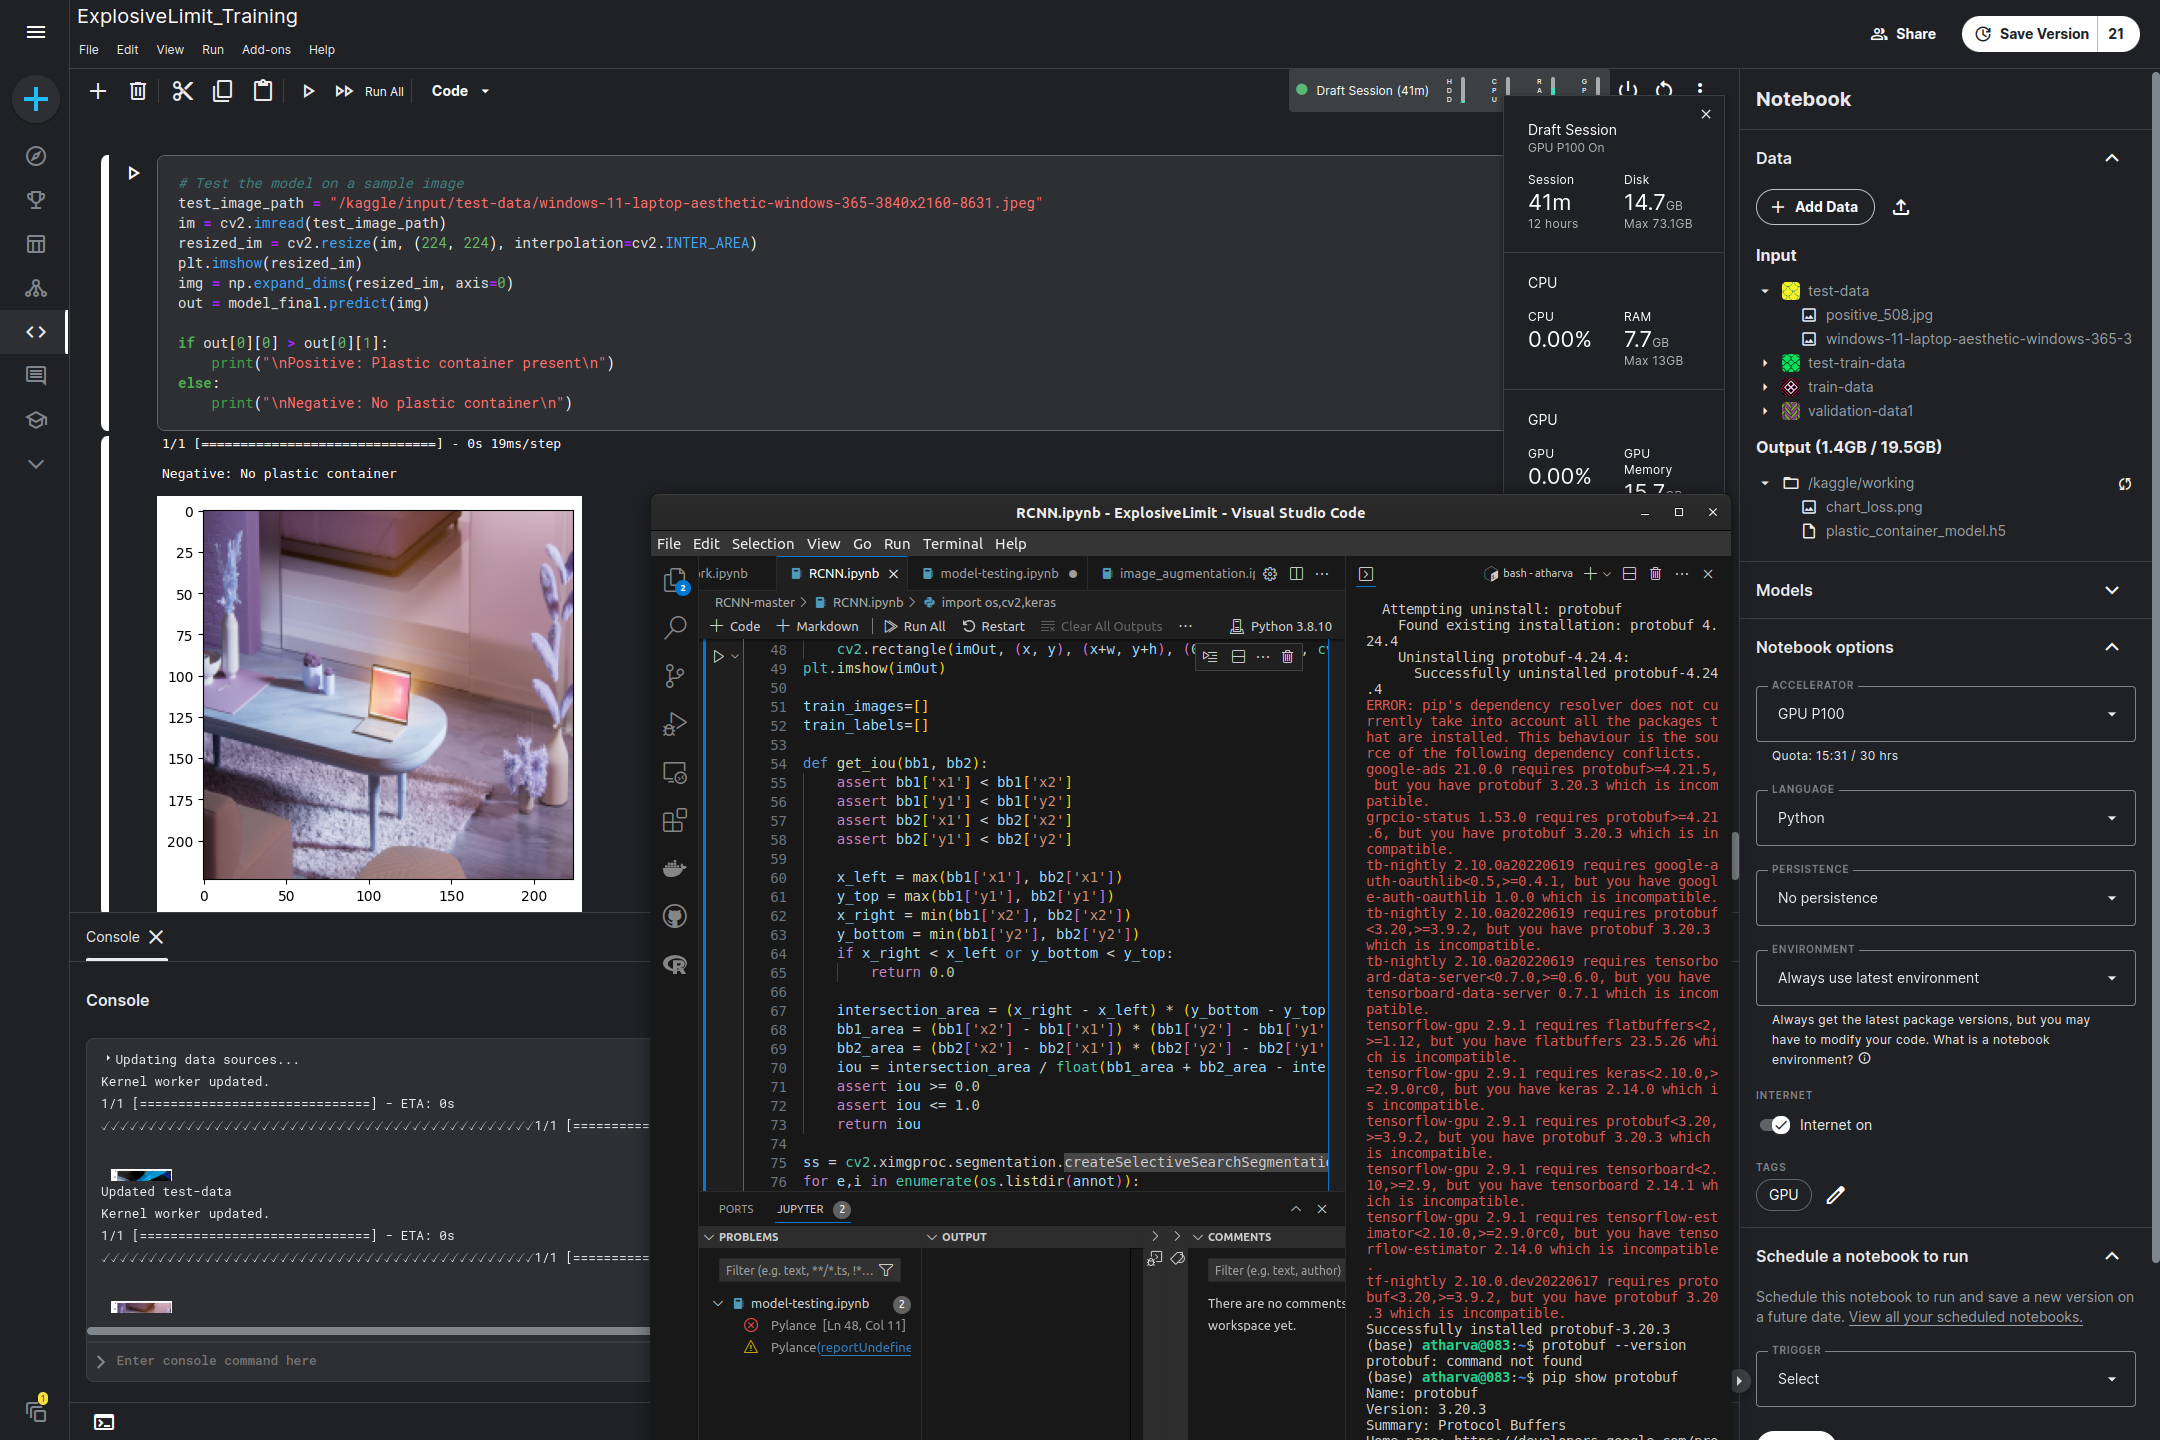 ExplosiveLimit_Training
File Edit View Run Add-ons Help
Share
Save Version 21
Run All
Code
Draft Session (41m)
HDD
CPU
RA
GP
# Test the model on a sample image
test_image_path = "/kaggle/input/test-data/windows-11-laptop-aesthetic-windows-365-3840x2160-8631.jpeg"
im = cv2.imread(test_image_path)
resized_im = cv2.resize(im, (224, 224), interpolation=cv2.INTER_AREA)
plt.imshow(resized_im)
img = np.expand_dims(resized_im, axis=0)
out = model_final.predict(img)
if out[0][0] > out[0][1]:
    print("\nPositive: Plastic container present\n")
else:
    print("\nNegative: No plastic container\n")
1/1 [==============================] - 0s 19ms/step
Negative: No plastic container
0
25
50
75
100
125
150
175
200
0 50 100 150 200
Draft Session
GPU P100 On
Session Disk
41m 14.7GB
12 hours Max 73.1GB
CPU
CPU RAM
0.00% 7.7GB
Max 13GB
GPU
GPU GPU Memory
0.00% 15.7GB
Console
Console
Updating data sources...
Kernel worker updated.
1/1 [==============================] - ETA: 0s
1/1 [==========
Updated test-data
Kernel worker updated.
1/1 [==============================] - ETA: 0s
1/1 [==========
Enter console command here
1
RCNN.ipynb - ExplosiveLimit - Visual Studio Code
File Edit Selection View Go Run Terminal Help
2
rk.ipynb RCNN.ipynb model-testing.ipynb image_augmentation.i
RCNN-master > RCNN.ipynb > import os,cv2,keras
Code Markdown Run All Restart Clear All Outputs ... Python 3.8.10
48 cv2.rectangle(imOut, (x, y), (x+w, y+h), (
49 plt.imshow(imOut)
50
51 train_images=[]
52 train_labels=[]
53
54 def get_iou(bb1, bb2):
55     assert bb1['x1'] < bb1['x2']
56     assert bb1['y1'] < bb1['y2']
57     assert bb2['x1'] < bb2['x2']
58     assert bb2['y1'] < bb2['y2']
59
60     x_left = max(bb1['x1'], bb2['x1'])
61     y_top = max(bb1['y1'], bb2['y1'])
62     x_right = min(bb1['x2'], bb2['x2'])
63     y_bottom = min(bb1['y2'], bb2['y2'])
64     if x_right < x_left or y_bottom < y_top:
65         return 0.0
66
67     intersection_area = (x_right - x_left) * (y_bottom - y_top
68     bb1_area = (bb1['x2'] - bb1['x1']) * (bb1['y2'] - bb1['y1'
69     bb2_area = (bb2['x2'] - bb2['x1']) * (bb2['y2'] - bb2['y1'
70     iou = intersection_area / float(bb1_area + bb2_area - inte
71     assert iou >= 0.0
72     assert iou <= 1.0
73     return iou
74
75 ss = cv2.ximgproc.segmentation.createSelectiveSearchSegmentatio
76 for e,i in enumerate(os.listdir(annot)):
PORTS JUPYTER 2
PROBLEMS
Filter (e.g. text, **/*.ts, !*...
model-testing.ipynb 2
Pylance [Ln 48, Col 11]
Pylance(reportUndefine
OUTPUT
COMMENTS
Filter (e.g. text, author)
There are no comments
workspace yet.
bash - atharva
Attempting uninstall: protobuf
Found existing installation: protobuf 4.
24.4
Uninstalling protobuf-4.24.4:
Successfully uninstalled protobuf-4.24
.4
ERROR: pip's dependency resolver does not cu
rrently take into account all the packages t
hat are installed. This behaviour is the sou
rce of the following dependency conflicts.
google-ads 21.0.0 requires protobuf>=4.21.5,
 but you have protobuf 3.20.3 which is incom
patible.
grpcio-status 1.53.0 requires protobuf>=4.21
.6, but you have protobuf 3.20.3 which is in
compatible.
tb-nightly 2.10.0a20220619 requires google-a
uth-oauthlib<0.5,>=0.4.1, but you have googl
e-auth-oauthlib 1.0.0 which is incompatible.
tb-nightly 2.10.0a20220619 requires protobuf
<3.20,>=3.9.2, but you have protobuf 3.20.3
which is incompatible.
tb-nightly 2.10.0a20220619 requires tensorbo
ard-data-server<0.7.0,>=0.6.0, but you have
tensorboard-data-server 0.7.1 which is incom
patible.
tensorflow-gpu 2.9.1 requires flatbuffers<2,
>=1.12, but you have flatbuffers 23.5.26 whi
ch is incompatible.
tensorflow-gpu 2.9.1 requires keras<2.10.0,>
=2.9.0rc0, but you have keras 2.14.0 which i
s incompatible.
tensorflow-gpu 2.9.1 requires protobuf<3.20,
>=3.9.2, but you have protobuf 3.20.3 which
is incompatible.
tensorflow-gpu 2.9.1 requires tensorboard<2.
10,>=2.9, but you have tensorboard 2.14.1 wh
ich is incompatible.
tensorflow-gpu 2.9.1 requires tensorflow-est
imator<2.10.0,>=2.9.0rc0, but you have tenso
rflow-estimator 2.14.0 which is incompatible
.
tf-nightly 2.10.0.dev20220617 requires proto
buf<3.20,>=3.9.2, but you have protobuf 3.20
.3 which is incompatible.
Successfully installed protobuf-3.20.3
(base) atharva@083:~$ protobuf --version
protobuf: command not found
(base) atharva@083:~$ pip show protobuf
Name: protobuf
Version: 3.20.3
Summary: Protocol Buffers
Notebook
Data
Add Data
Input
test-data
positive_508.jpg
windows-11-laptop-aesthetic-windows-365-3
test-train-data
train-data
validation-data1
Output (1.4GB / 19.5GB)
/kaggle/working
chart_loss.png
plastic_container_model.h5
Models
Notebook options
ACCELERATOR
GPU P100
Quota: 15:31 / 30 hrs
LANGUAGE
Python
PERSISTENCE
No persistence
ENVIRONMENT
Always use latest environment
Always get the latest package versions, but you may
have to modify your code. What is a notebook
environment?
INTERNET
Internet on
TAGS
GPU
Schedule a notebook to run
Schedule this notebook to run and save a new version on
a future date. View all your scheduled notebooks.
TRIGGER
Select